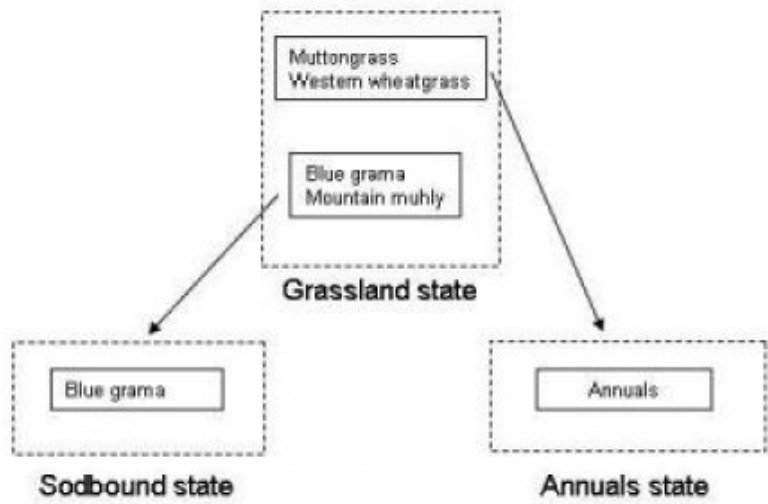 Muttongrass
Western wheatgrass
Blue grama
Mountain muhly
Grassland state
Blue grama
Annuals
Sodbound state
Annuals state